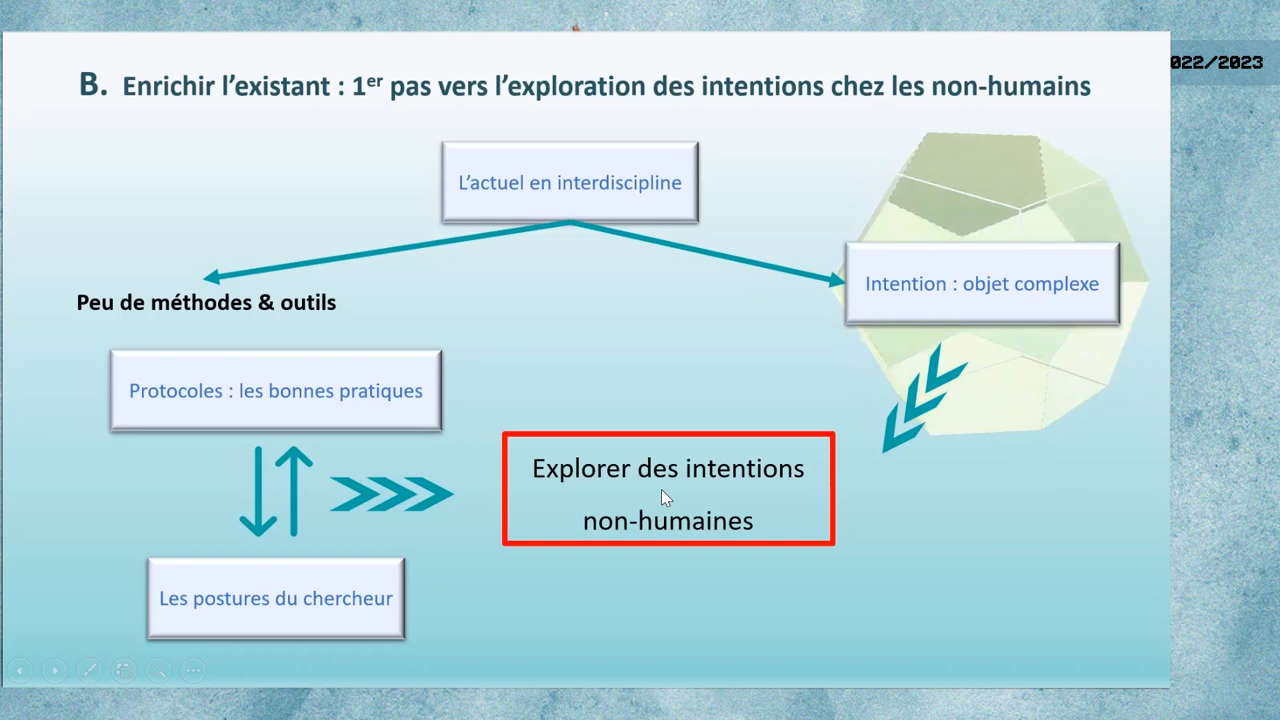 022/2023
B. Enrichir l’existant : 1er pas vers l’exploration des intentions chez les non-humains
L’actuel en interdiscipline
Peu de méthodes & outils
Intention : objet complexe
Protocoles : les bonnes pratiques
Explorer des intentions
non-humaines
Les postures du chercheur